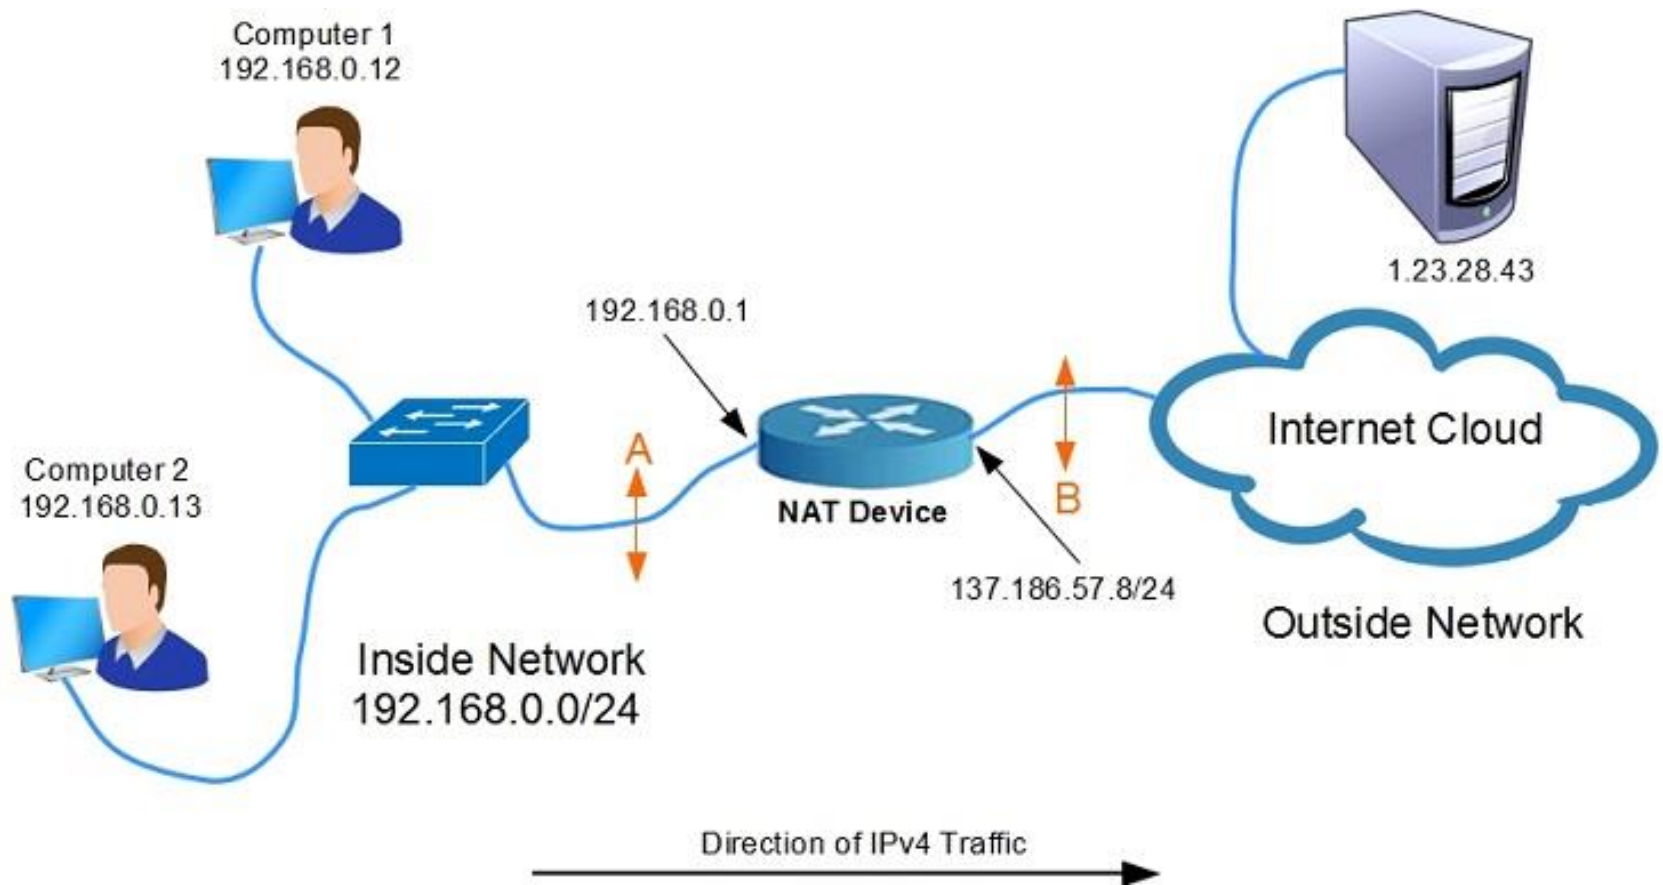 Computer 1
192.168.0.12
1.23.28.43
192.168.0.1
Internet Cloud
A
Computer 2
192.168.0.13
B
NAT Device
137.186.57.8/24
Outside Network
Inside Network
192.168.0.0/24
Direction of IPv4 Traffic